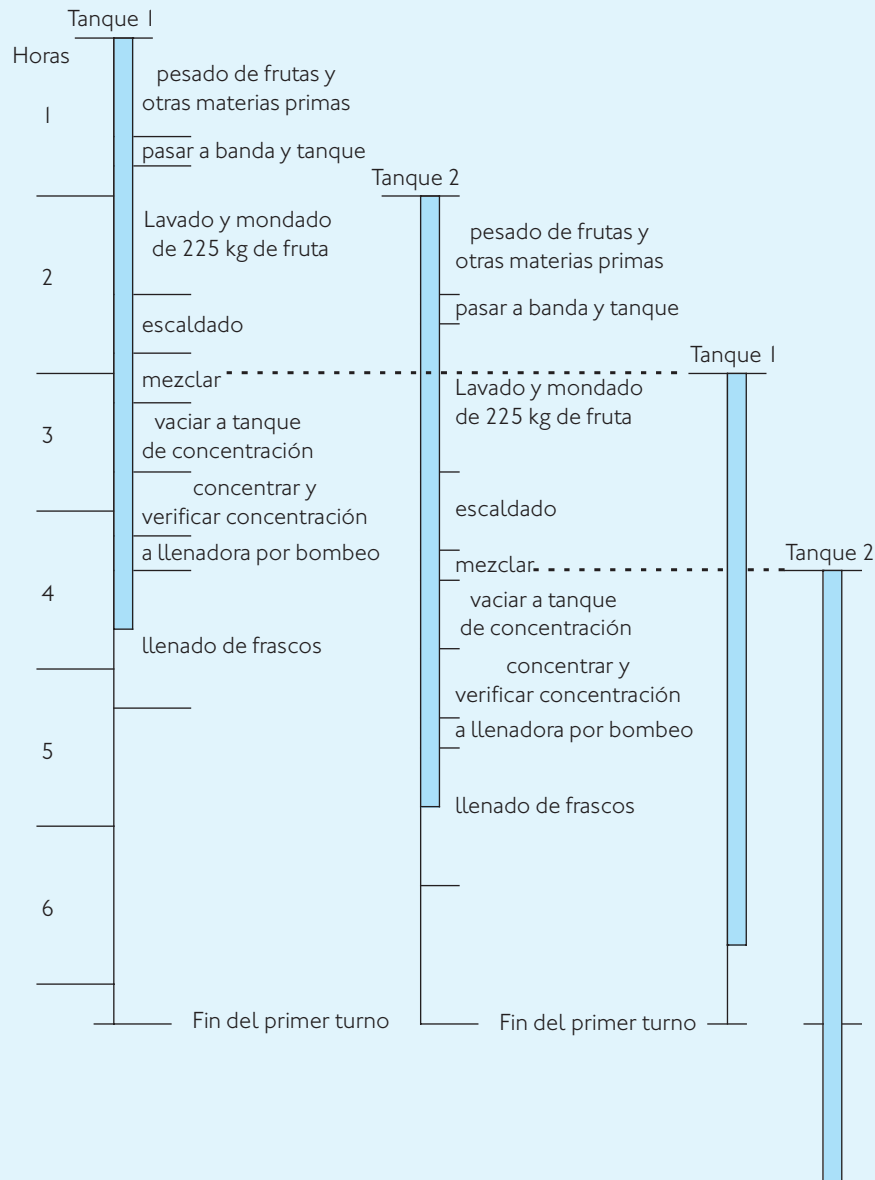 Tanque 1
Horas
1
2
3
4
5
6
pesado de frutas y
otras materias primas
pasar a banda y tanque
Lavado y mondado
de 225 kg de fruta
escaldado
mezclar
vaciar a tanque
de concentración
concentrar y
verificar concentración
a llenadora por bombeo
llenado de frascos
Fin del primer turno
Tanque 2
pesado de frutas y
otras materias primas
pasar a banda y tanque
Lavado y mondado
de 225 kg de fruta
escaldado
mezclar
vaciar a tanque
de concentración
concentrar y
verificar concentración
a llenadora por bombeo
llenado de frascos
Fin del primer turno
Tanque 1
Tanque 2